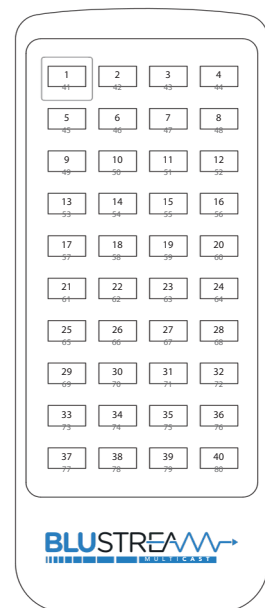 1 2 3 4
41 42 43 44
5 6 7 8
45 46 47 48
9 10 11 12
49 50 51 52
13 14 15 16
53 54 55 56
17 18 19 20
57 58 59 60
21 22 23 24
61 62 63 64
25 26 27 28
65 66 67 68
29 30 31 32
69 70 71 72
33 34 35 36
73 74 75 76
37 38 39 40
77 78 79 80
BLUSTREAM
MULTICAST